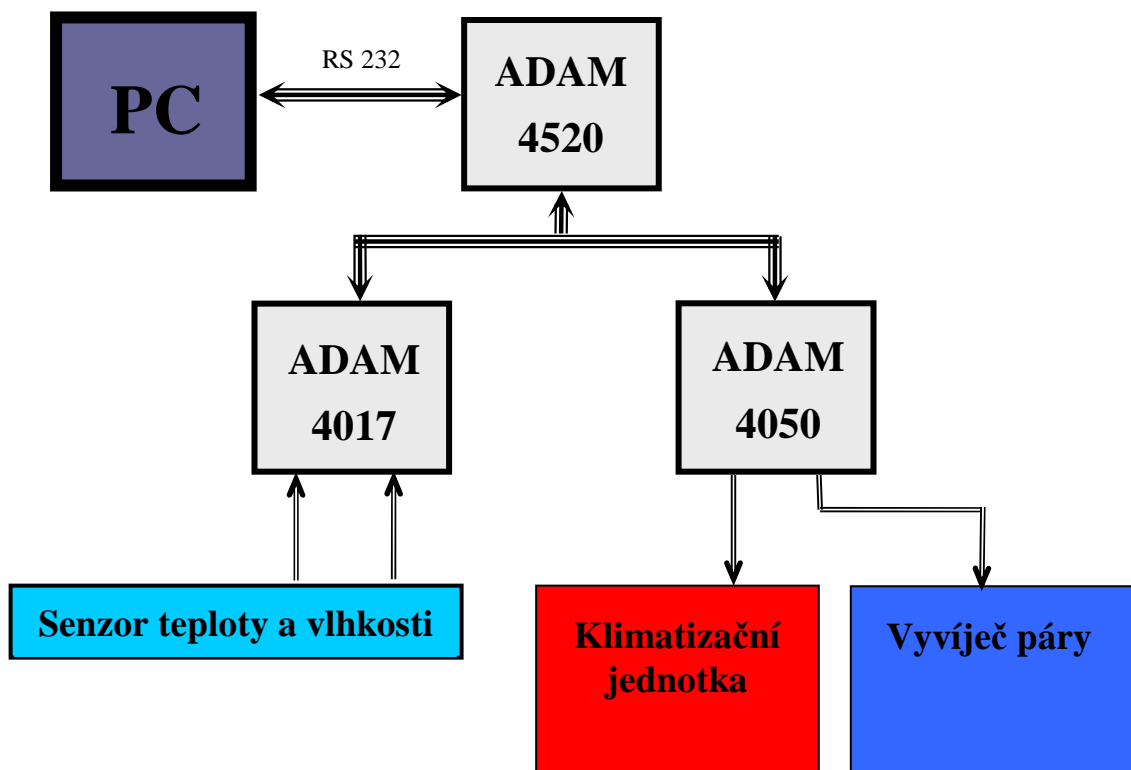 PC
RS 232
ADAM
4520
ADAM
4017
ADAM
4050
Senzor teploty a vlhkosti
Klimatizační
jednotka
Vyvíječ páry